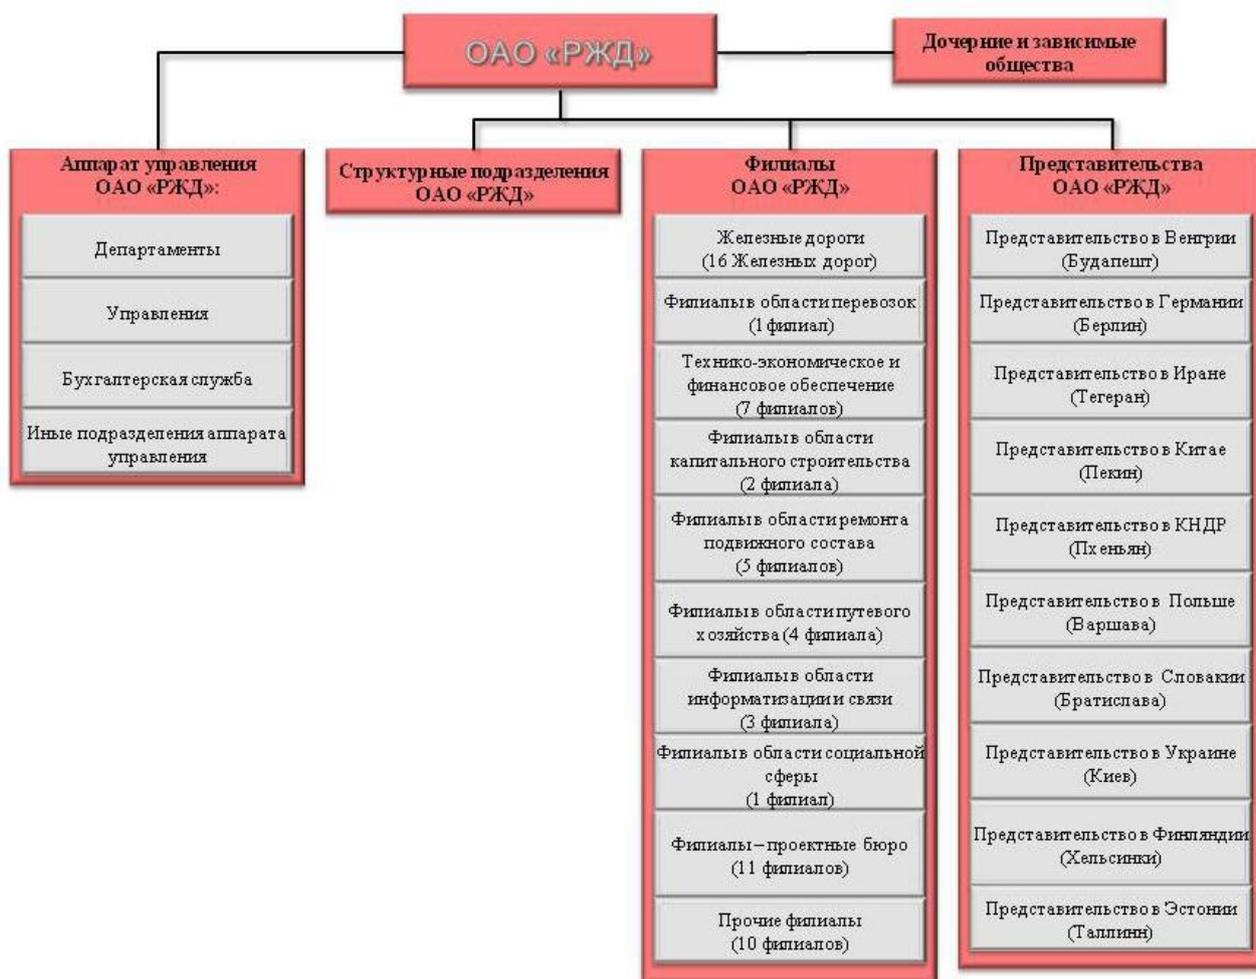 ОАО «РЖД»
Дочерние и зависимые
общества
Аппарат управления
ОАО «РЖД»:
Департаменты
Управления
Бухгалтерская служба
Иные подразделения аппарата
управления
Структурные подразделения
ОАО «РЖД»
Филиалы
ОАО «РЖД»
Железные дороги
(16 Железных дорог)
Филиалы в области перевозок
(1 филиал)
Технико-экономическое и
финансовое обеспечение
(7 филиалов)
Филиалы в области
капитального строительства
(2 филиала)
Филиалы в области ремонта
подвижного состава
(5 филиалов)
Филиалы в области путевого
хозяйства (4 филиала)
Филиалы в области
информатизации и связи
(3 филиала)
Филиалы в области социальной
сферы
(1 филиал)
Филиалы – проектные бюро
(11 филиалов)
Прочие филиалы
(10 филиалов)
Представительства
ОАО «РЖД»
Представительство в Венгрии
(Будапешт)
Представительство в Германии
(Берлин)
Представительство в Иране
(Тегеран)
Представительство в Китае
(Пекин)
Представительство в КНДР
(Пхеньян)
Представительство в Польше
(Варшава)
Представительство в Словакии
(Братислава)
Представительство в Украине
(Киев)
Представительство в Финляндии
(Хельсинки)
Представительство в Эстонии
(Таллинн)